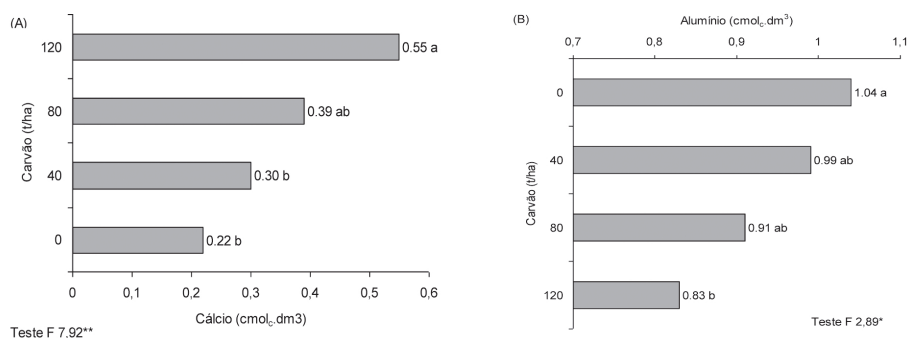 (A)
120
0.55 a
80
0.39 ab
40
0.30 b
0
0.22 b
Carvão (t/ha)
0 0,1 0,2 0,3 0,4 0,5 0,6
Cálcio (cmolc.dm3)
Teste F 7,92**
(B)
Alumínio (cmolc.dm³)
0,7 0,8 0,9 1 1,1
0
1.04 a
40
0.99 ab
80
0.91 ab
120
0.83 b
Carvão (t/ha)
Teste F 2,89*